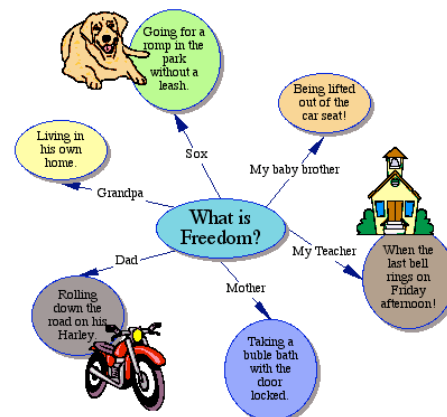 Going for a
romp in the
park
without a
leash.
Being lifted
out of the
car seat!
Living in
his own
home.
Sox
My baby brother
Grandpa
What is
Freedom?
My Teacher
When the
last bell
rings on
Friday
afternoon!
Dad
Mother
Rolling
down the
road on his
Harley.
Taking a
buble bath
with the
door
locked.